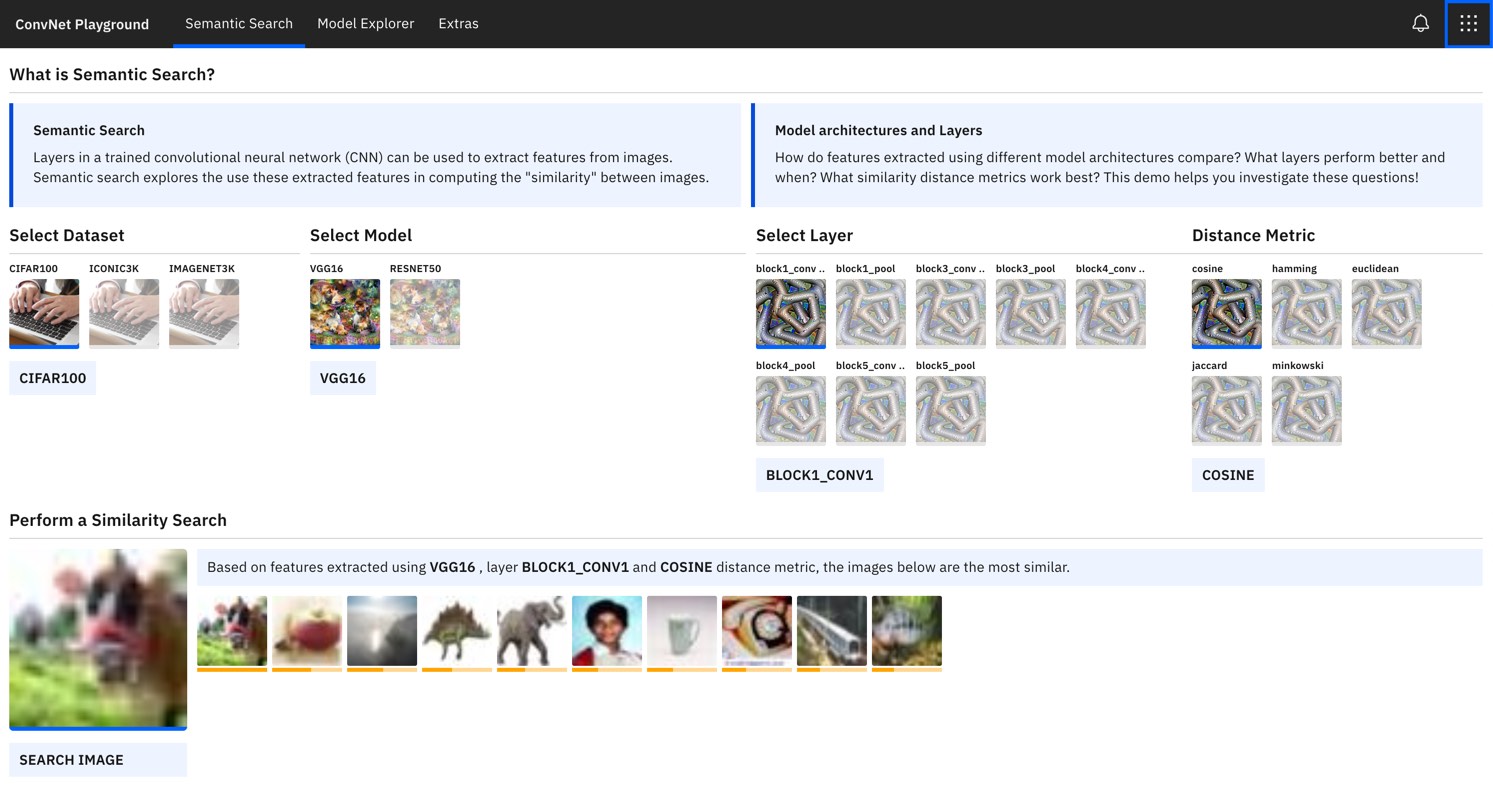 ConvNet Playground
Semantic Search
Model Explorer
Extras
What is Semantic Search?
Semantic Search
Layers in a trained convolutional neural network (CNN) can be used to extract features from images.
Semantic search explores the use these extracted features in computing the "similarity" between images.
Model architectures and Layers
How do features extracted using different model architectures compare? What layers perform better and
when? What similarity distance metrics work best? This demo helps you investigate these questions!
Select Dataset
CIFAR100
ICONIC3K
IMAGENET3K
CIFAR100
Select Model
VGG16
RESNET50
VGG16
Select Layer
block1_conv ..
block1_pool
block3_conv ..
block3_pool
block4_conv ..
block4_pool
block5_conv ..
block5_pool
BLOCK1_CONV1
Distance Metric
cosine
hamming
euclidean
jaccard
minkowski
COSINE
Perform a Similarity Search
Based on features extracted using VGG16 , layer BLOCK1_CONV1 and COSINE distance metric, the images below are the most similar.
SEARCH IMAGE